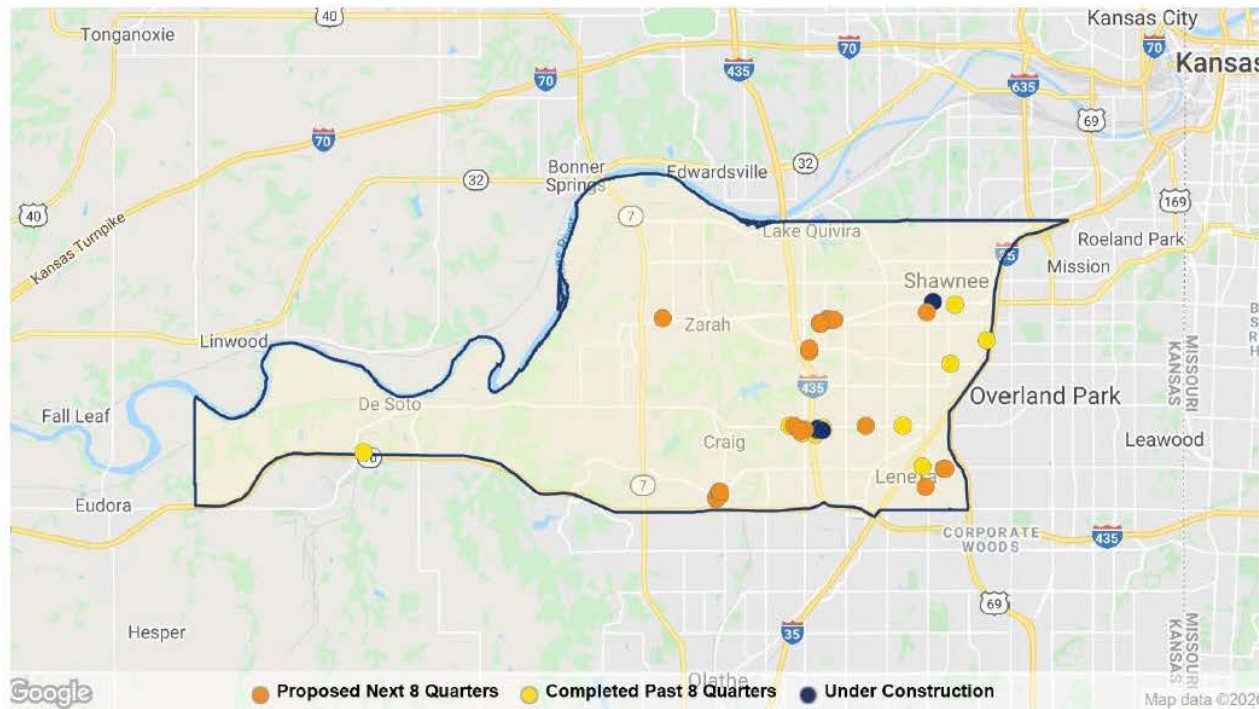 40
Tonganoxie
70
435
70
Kansas City
70
Kansas
635
69
70
Bonner
Springs
Edwardsville
32
32
40
Kansas Turnpike
7
169
Lake Quivira
Roeland Park
Mission
Shawnee
Zarah
Linwood
MISSOURI
KANSAS
435
De Soto
Overland Park
Fall Leaf
Craig
Leawood
Lenexa
7
Eudora
CORPORATE
WOODS
435
69
Hesper
35
MISSOURI
KANSAS
Olathe
Google
Proposed Next 8 Quarters
Completed Past 8 Quarters
Under Construction
Map data ©2020